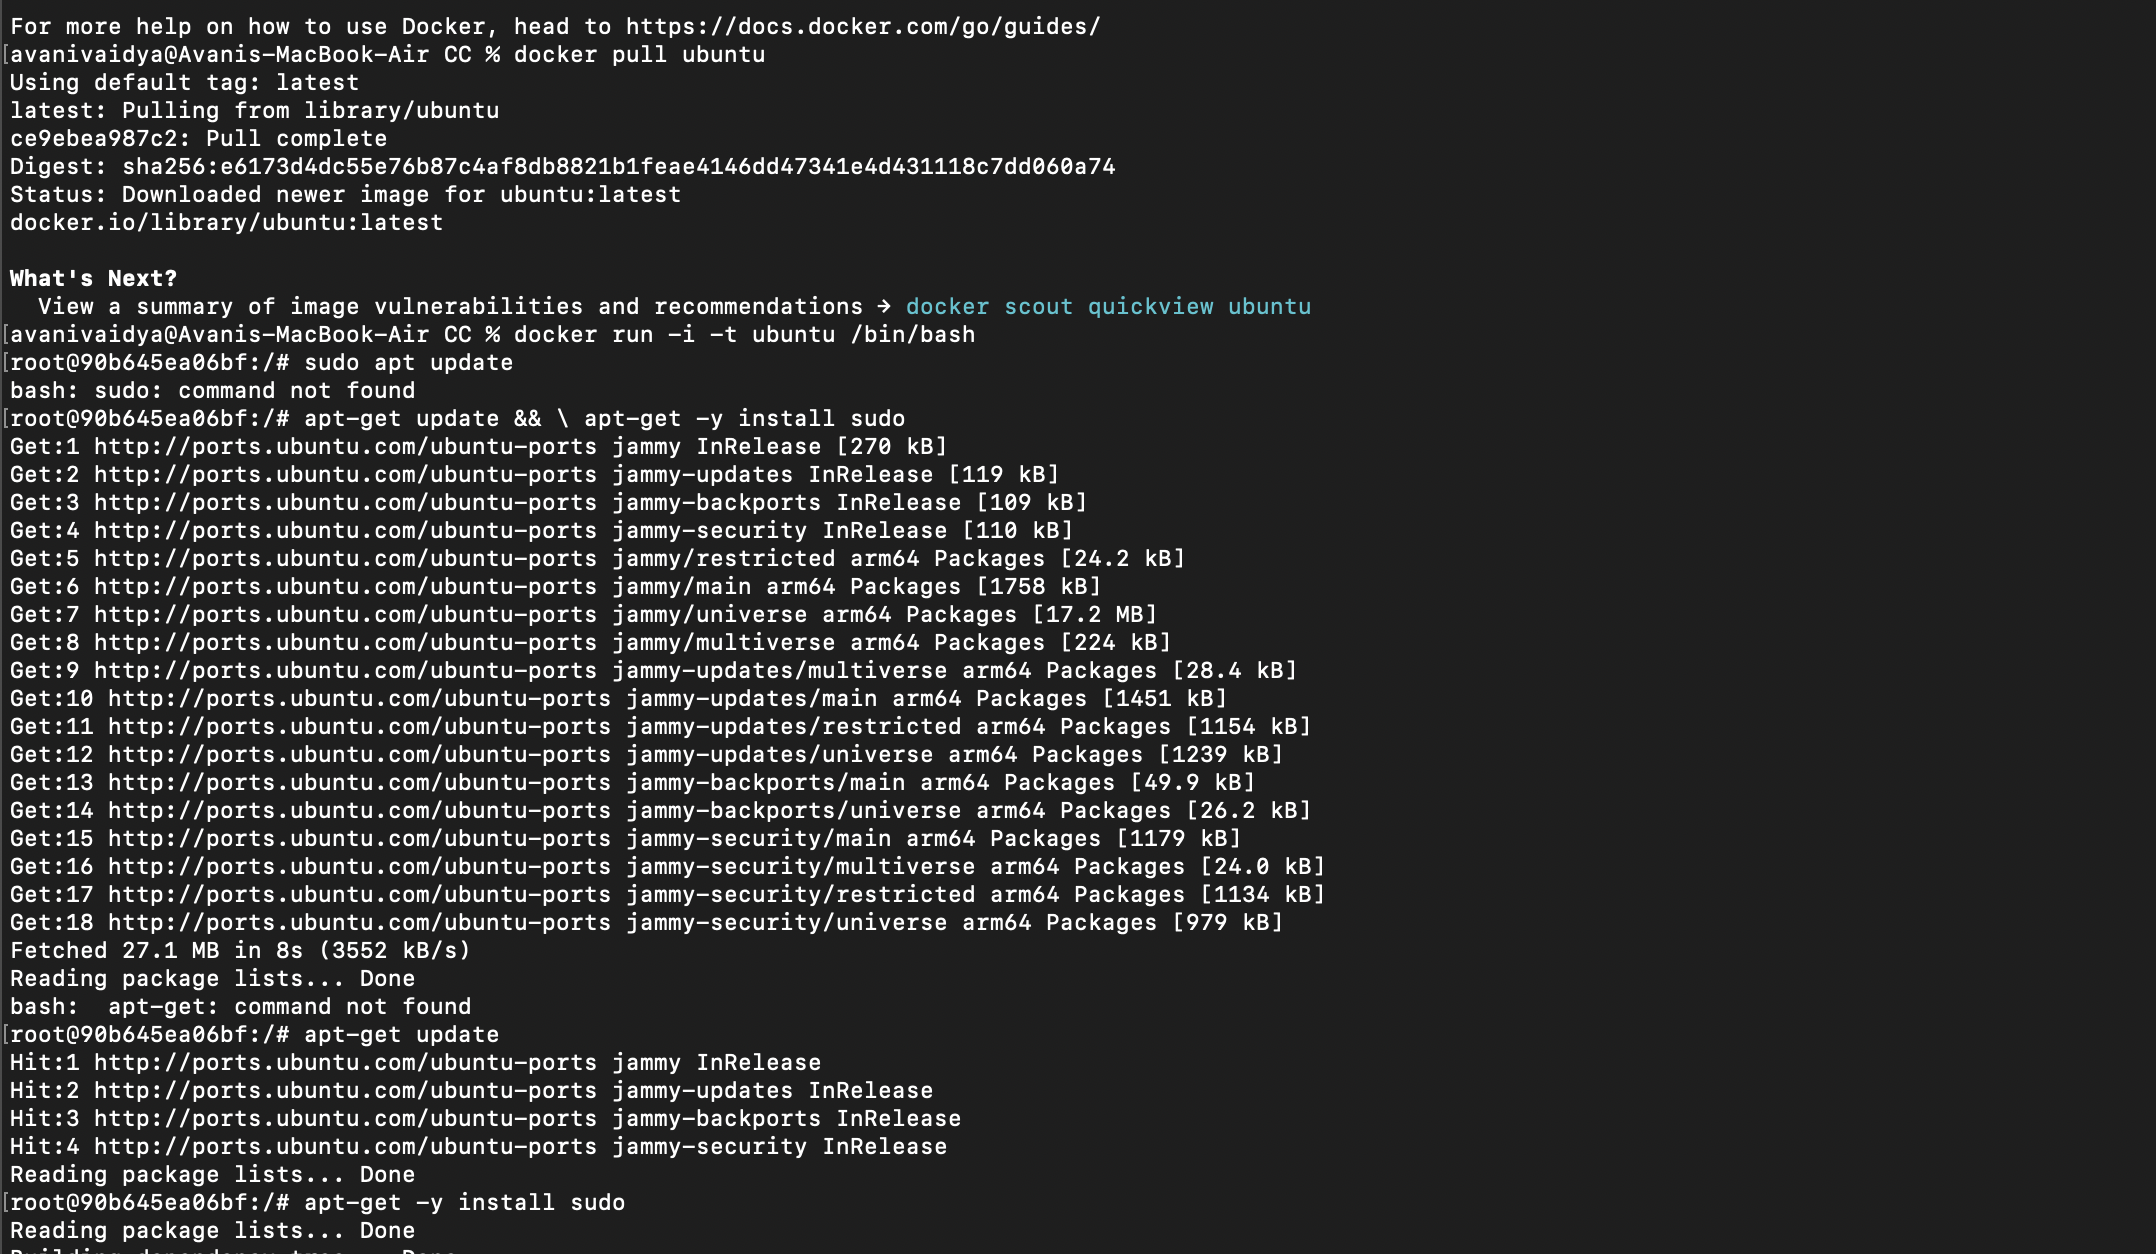 For more help on how to use Docker, head to https://docs.docker.com/go/guides/
[avanivaidya@Avanis-MacBook-Air CC % docker pull ubuntu
Using default tag: latest
latest: Pulling from library/ubuntu
ce9ebea987c2: Pull complete
Digest: sha256:e6173d4dc55e76b87c4af8db8821b1feae4146dd47341e4d431118c7dd060a74
Status: Downloaded newer image for ubuntu:latest
docker.io/library/ubuntu:latest

What's Next?
  View a summary of image vulnerabilities and recommendations → docker scout quickview ubuntu
[avanivaidya@Avanis-MacBook-Air CC % docker run -i -t ubuntu /bin/bash
[root@90b645ea06bf:/# sudo apt update
bash: sudo: command not found
[root@90b645ea06bf:/# apt-get update && \ apt-get -y install sudo
Get:1 http://ports.ubuntu.com/ubuntu-ports jammy InRelease [270 kB]
Get:2 http://ports.ubuntu.com/ubuntu-ports jammy-updates InRelease [119 kB]
Get:3 http://ports.ubuntu.com/ubuntu-ports jammy-backports InRelease [109 kB]
Get:4 http://ports.ubuntu.com/ubuntu-ports jammy-security InRelease [110 kB]
Get:5 http://ports.ubuntu.com/ubuntu-ports jammy/restricted arm64 Packages [24.2 kB]
Get:6 http://ports.ubuntu.com/ubuntu-ports jammy/main arm64 Packages [1758 kB]
Get:7 http://ports.ubuntu.com/ubuntu-ports jammy/universe arm64 Packages [17.2 MB]
Get:8 http://ports.ubuntu.com/ubuntu-ports jammy/multiverse arm64 Packages [224 kB]
Get:9 http://ports.ubuntu.com/ubuntu-ports jammy-updates/multiverse arm64 Packages [28.4 kB]
Get:10 http://ports.ubuntu.com/ubuntu-ports jammy-updates/main arm64 Packages [1451 kB]
Get:11 http://ports.ubuntu.com/ubuntu-ports jammy-updates/restricted arm64 Packages [1154 kB]
Get:12 http://ports.ubuntu.com/ubuntu-ports jammy-updates/universe arm64 Packages [1239 kB]
Get:13 http://ports.ubuntu.com/ubuntu-ports jammy-backports/main arm64 Packages [49.9 kB]
Get:14 http://ports.ubuntu.com/ubuntu-ports jammy-backports/universe arm64 Packages [26.2 kB]
Get:15 http://ports.ubuntu.com/ubuntu-ports jammy-security/main arm64 Packages [1179 kB]
Get:16 http://ports.ubuntu.com/ubuntu-ports jammy-security/multiverse arm64 Packages [24.0 kB]
Get:17 http://ports.ubuntu.com/ubuntu-ports jammy-security/restricted arm64 Packages [1134 kB]
Get:18 http://ports.ubuntu.com/ubuntu-ports jammy-security/universe arm64 Packages [979 kB]
Fetched 27.1 MB in 8s (3552 kB/s)
Reading package lists... Done
bash:  apt-get: command not found
[root@90b645ea06bf:/# apt-get update
Hit:1 http://ports.ubuntu.com/ubuntu-ports jammy InRelease
Hit:2 http://ports.ubuntu.com/ubuntu-ports jammy-updates InRelease
Hit:3 http://ports.ubuntu.com/ubuntu-ports jammy-backports InRelease
Hit:4 http://ports.ubuntu.com/ubuntu-ports jammy-security InRelease
Reading package lists... Done
[root@90b645ea06bf:/# apt-get -y install sudo
Reading package lists... Done